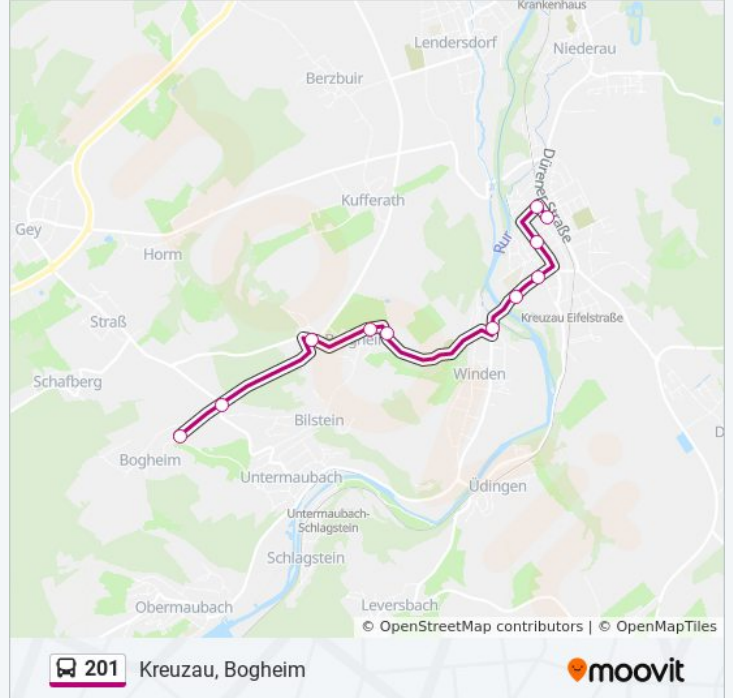 Krankenhaus
Lendersdorf
Niederau
Berzbuir
Dürener Straße
Kufferath
Gey
Rur
Horm
Straß
Kreuzau Eifelstraße
Schafberg
Winden
Bilstein
Bogheim
Untermaubach
Üdingen
Untermaubach-
Schlagstein
Schlagstein
Obermaubach
Leversbach
© OpenStreetMap contributors | © OpenMapTiles
201 Kreuzau, Bogheim
moovit